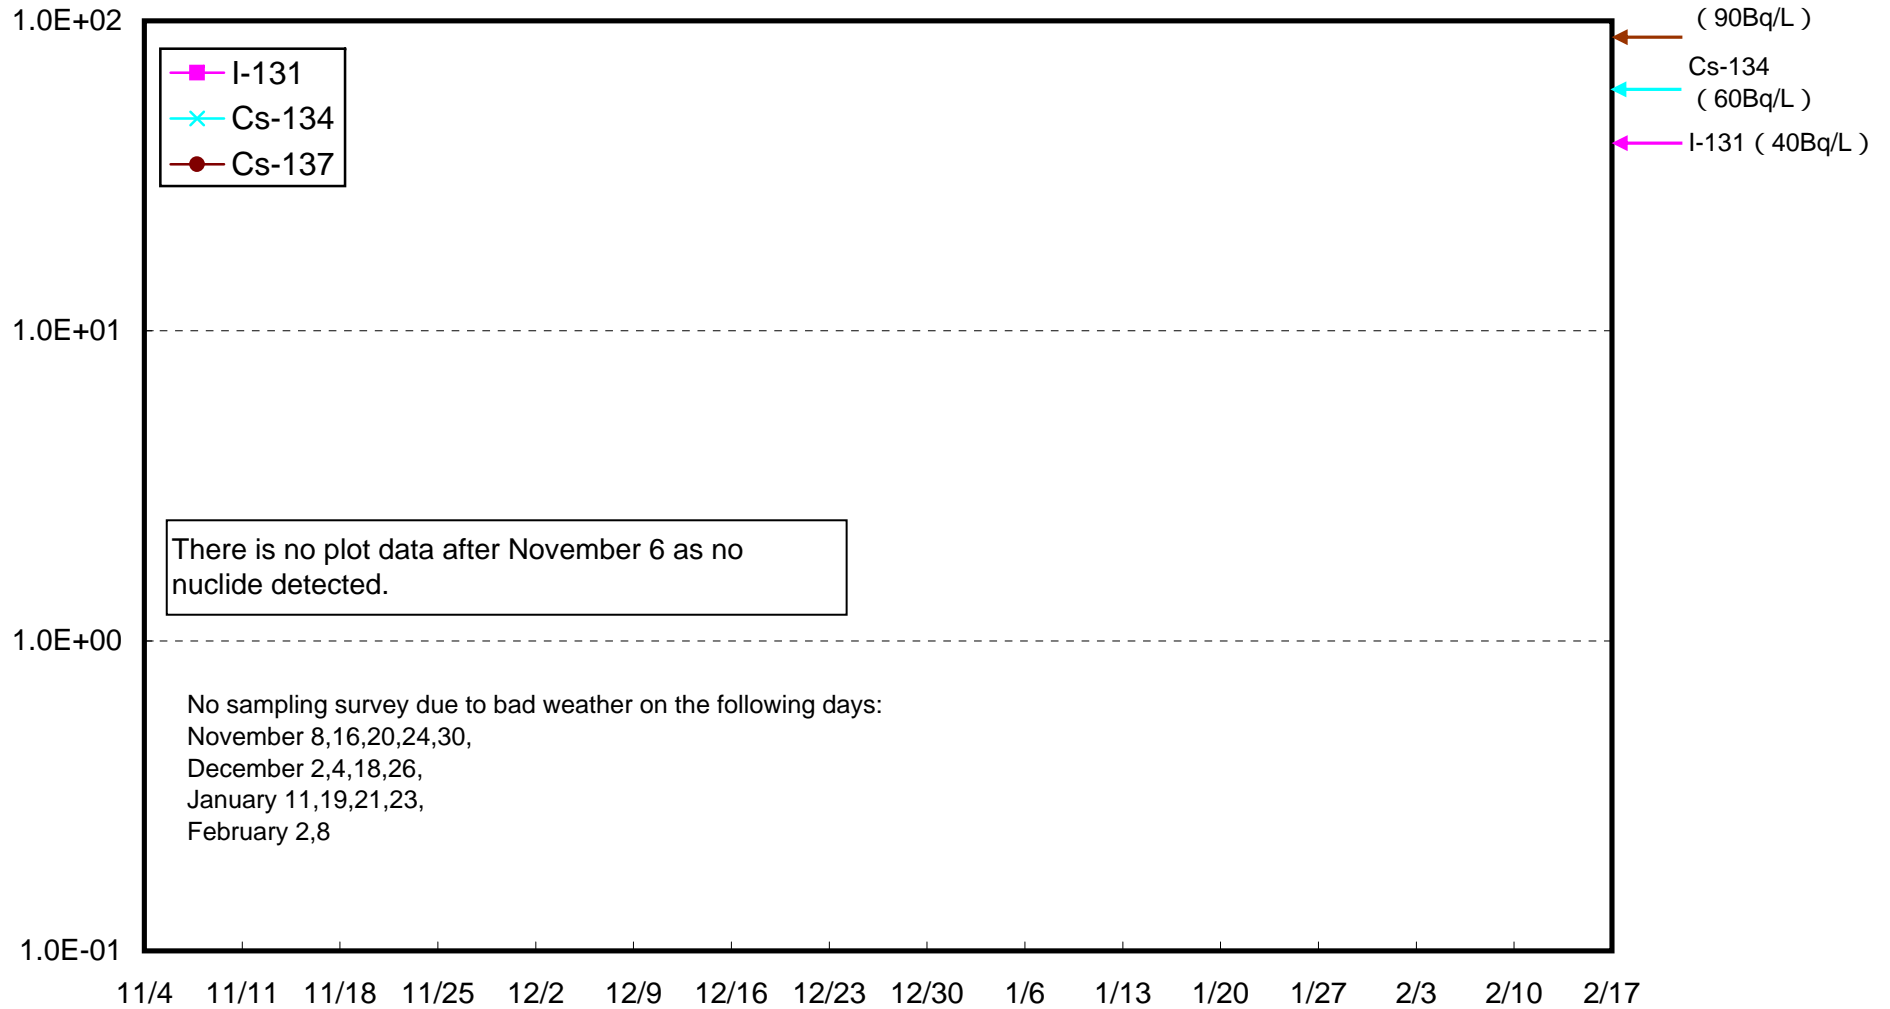 1.0E+02
1.0E+01
1.0E+00
1.0E-01
I-131
Cs-134
Cs-137
( 90Bq/L )
Cs-134
( 60Bq/L )
I-131 ( 40Bq/L )
There is no plot data after November 6 as no
nuclide detected.
No sampling survey due to bad weather on the following days:
November 8,16,20,24,30,
December 2,4,18,26,
January 11,19,21,23,
February 2,8
11/4 11/11 11/18 11/25 12/2 12/9 12/16 12/23 12/30 1/6 1/13 1/20 1/27 2/3 2/10 2/17